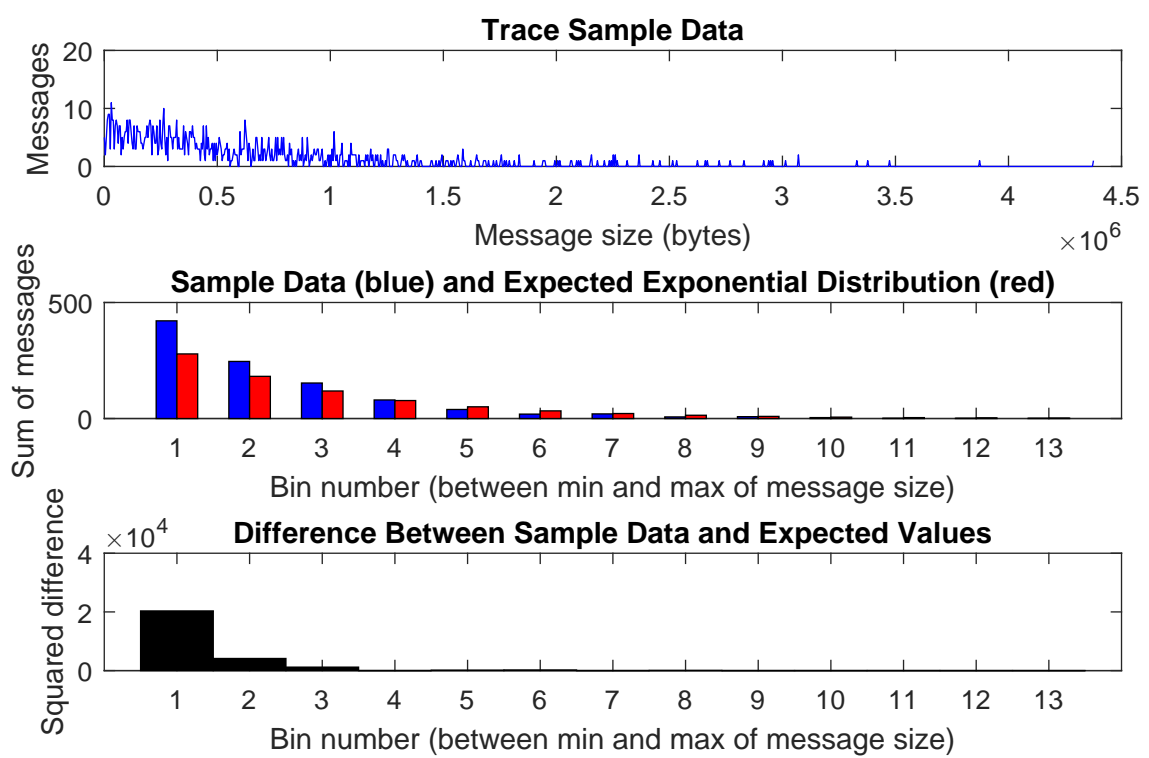 Trace Sample Data
Messages
20
10
0
0 0.5 1 1.5 2 2.5 3 3.5 4 4.5
Message size (bytes)
×10^6
Sample Data (blue) and Expected Exponential Distribution (red)
Sum of messages
500
0
1 2 3 4 5 6 7 8 9 10 11 12 13
Bin number (between min and max of message size)
Difference Between Sample Data and Expected Values
×10^4
Squared difference
4
2
0
1 2 3 4 5 6 7 8 9 10 11 12 13
Bin number (between min and max of message size)